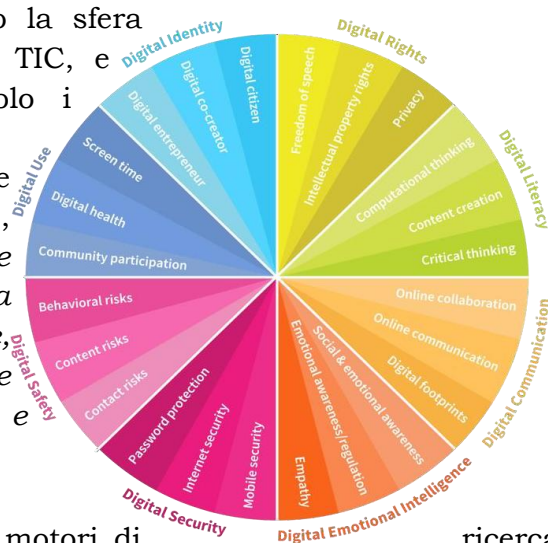 o la sfera
TIC, e
olo i
e
,
e
a
e,
e
e
motori di
ricerca
Digital Identity
Digital entrepreneur
Digital co-creator
Digital citizen
Digital Rights
Freedom of speech
Intellectual property rights
Privacy
Digital Literacy
Computational thinking
Content creation
Critical thinking
Digital Communication
Online collaboration
Online communication
Digital footprints
Digital Emotional Intelligence
Social & emotional awareness
Emotional awareness/regulation
Empathy
Digital Security
Mobile security
Internet security
Password protection
Digital Safety
Contact risks
Content risks
Behavioral risks
Digital Use
Community participation
Digital health
Screen time